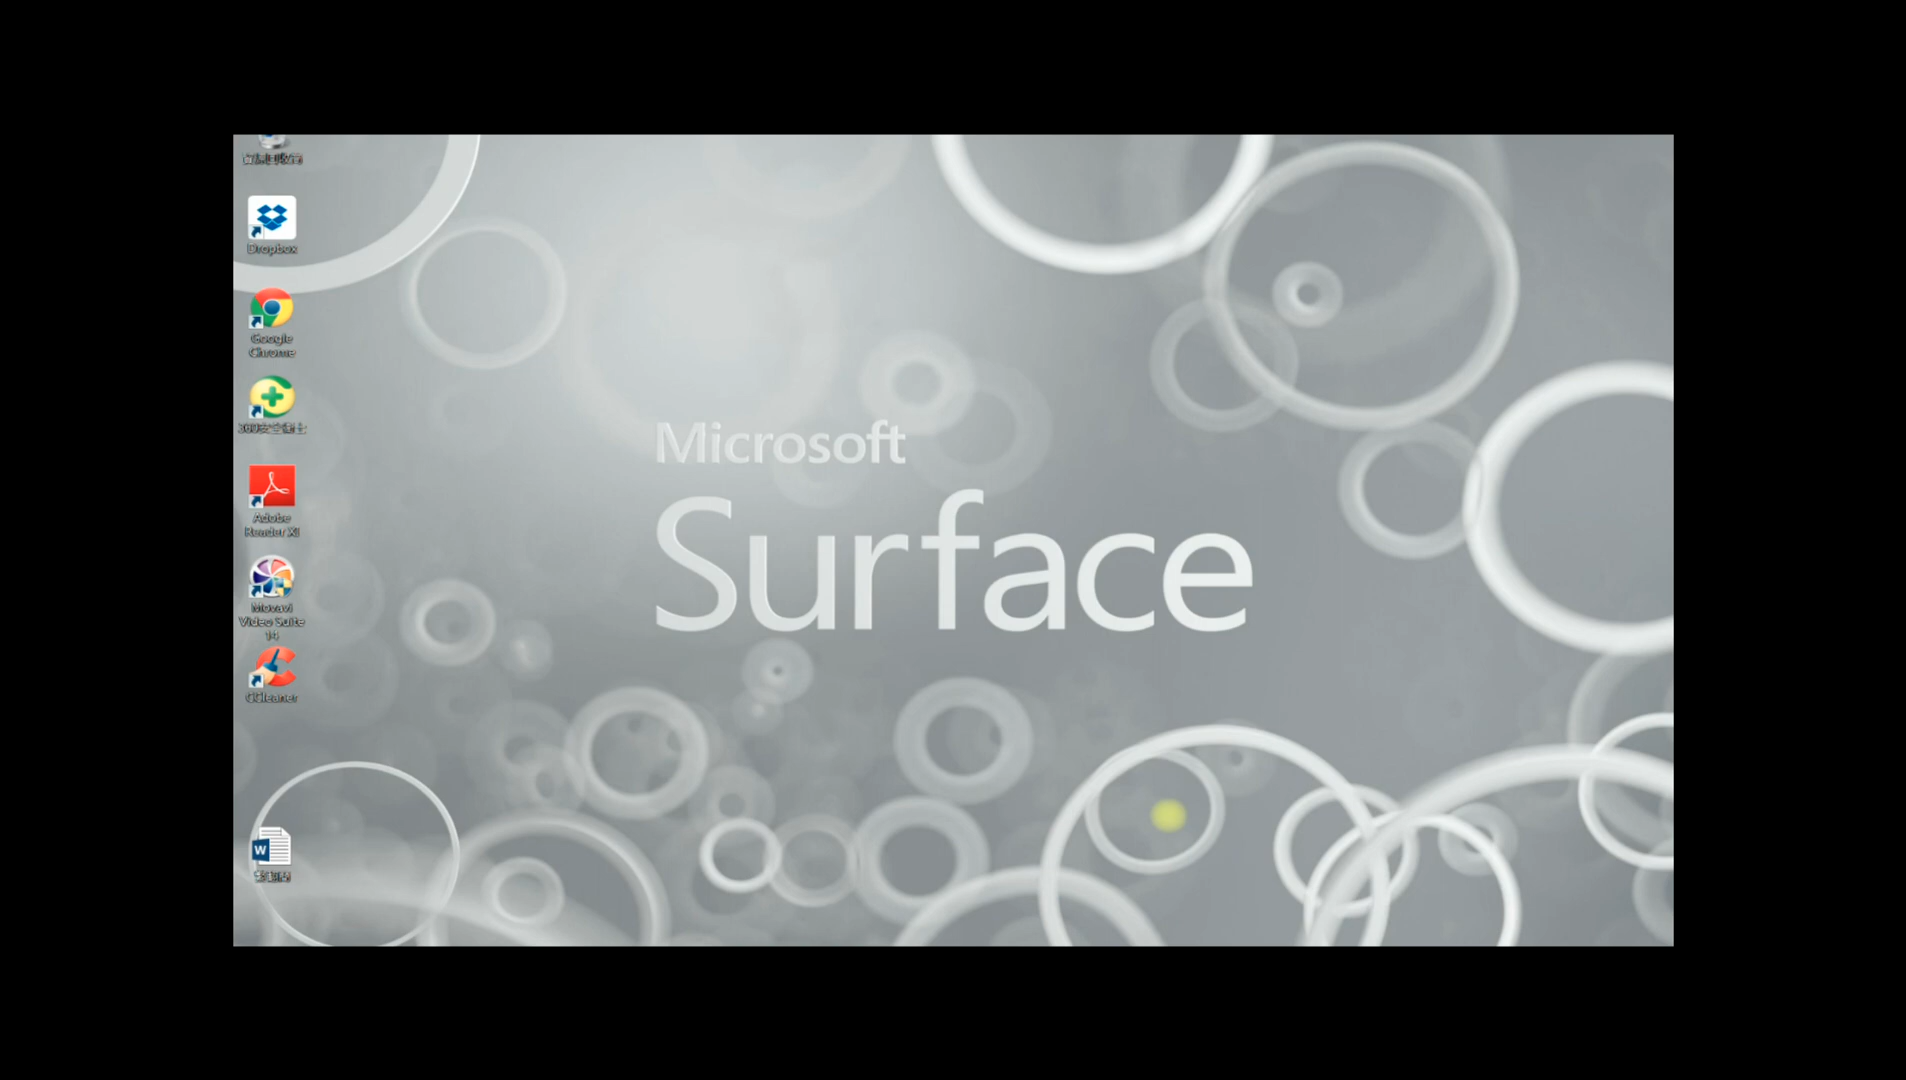 Dropbox
Google
Chrome
Adobe
Reader XI
Movavi
Video Suite
14
CCleaner
Microsoft
Surface